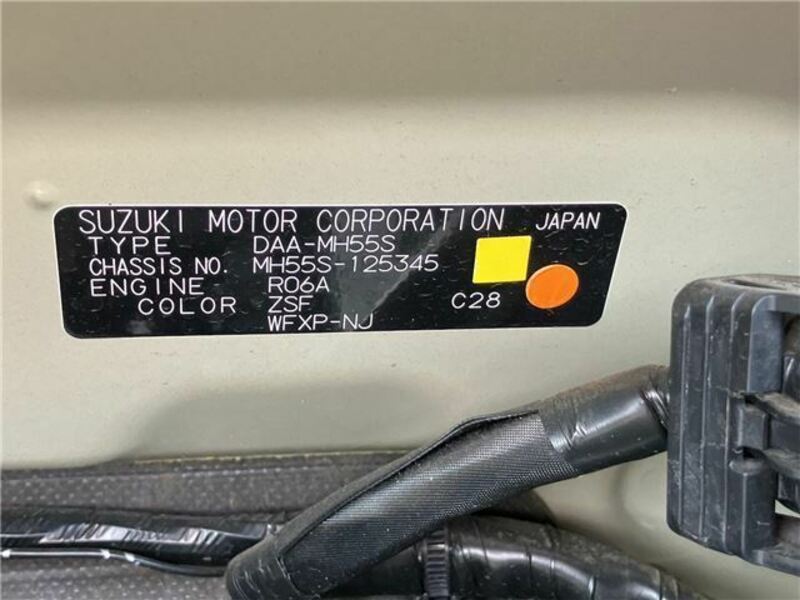 SUZUKI MOTOR CORPORATION JAPAN
TYPE DAA-MH55S
CHASSIS NO. MH55S-125345
ENGINE R06A
COLOR ZSF C28
WFXP-NJ